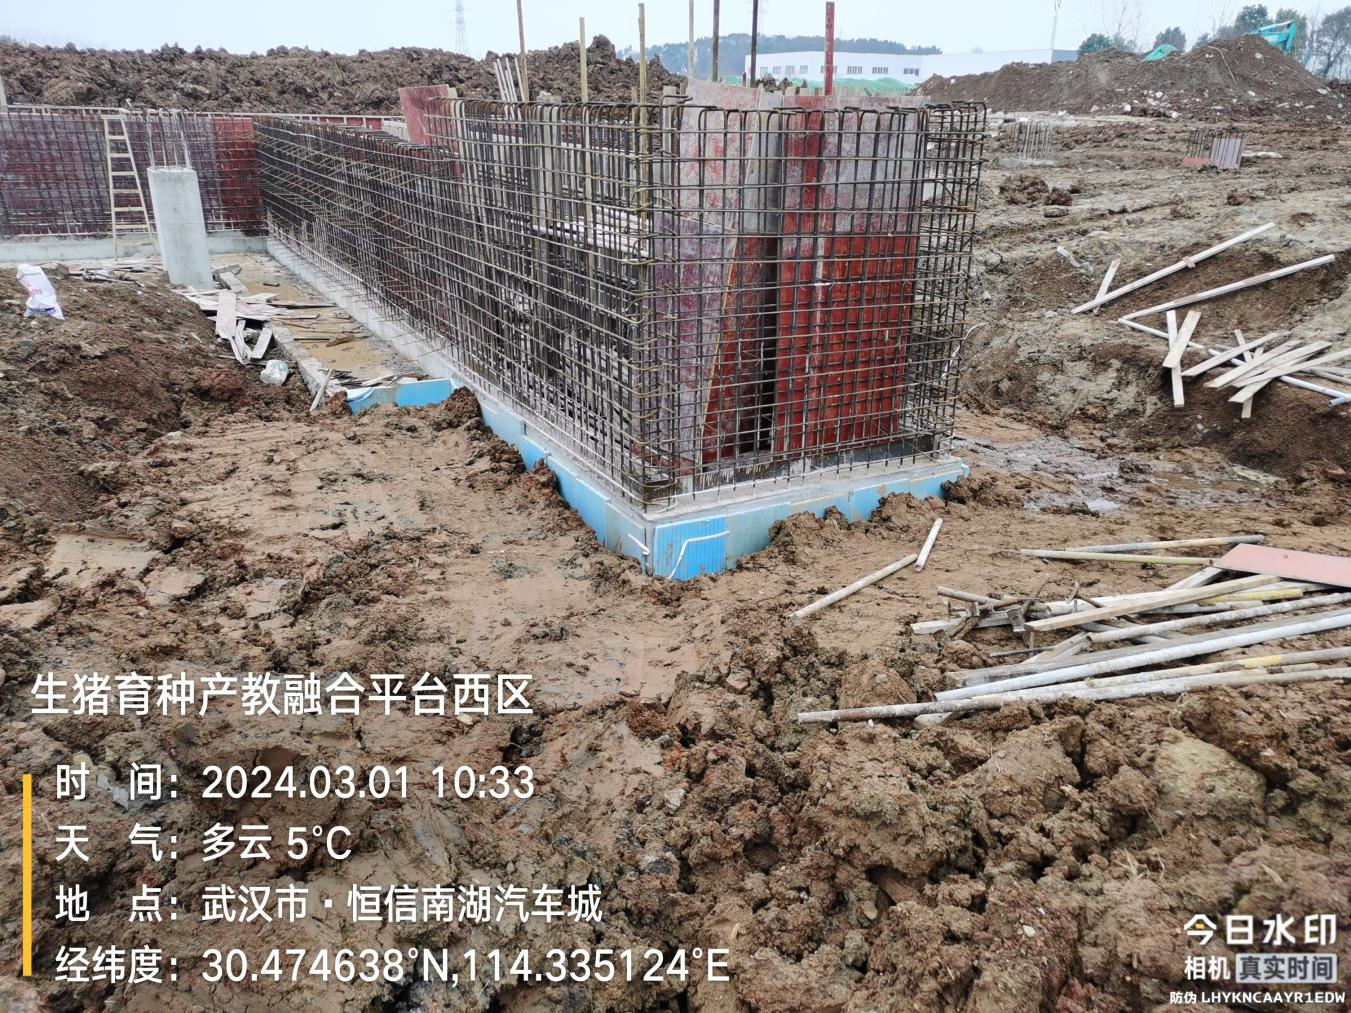 生猪育种产教融合平台西区
时 间：2024.03.01 10:33
天 气：多云 5℃
地 点：武汉市·恒信南湖汽车城
经纬度：30.474638°N,114.335124°E
今日水印
相机 真实时间
防伪 LHYKNCAAYR1EDW